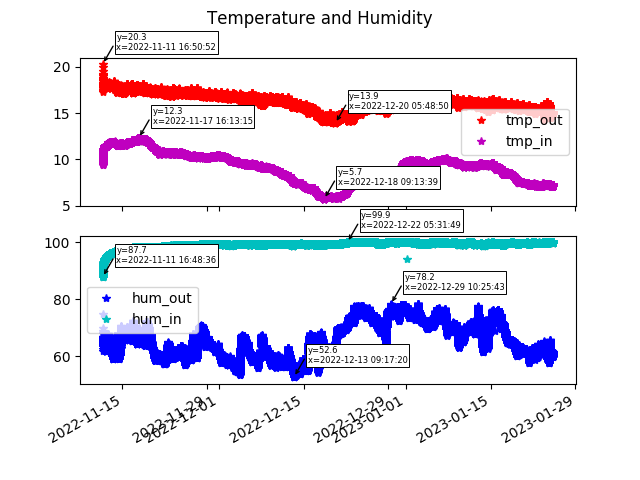 Temperature and Humidity
y=20.3
x=2022-11-11 16:50:52
y=13.9
x=2022-12-20 05:48:50
y=12.3
x=2022-11-17 16:13:15
y=5.7
x=2022-12-18 09:13:39
20
15
10
5
tmp_out
tmp_in
y=99.9
x=2022-12-22 05:31:49
y=87.7
x=2022-11-11 16:48:36
y=78.2
x=2022-12-29 10:25:43
y=52.6
x=2022-12-13 09:17:20
100
80
60
hum_out
hum_in
2022-11-15
2022-11-29
2022-12-01
2022-12-15
2022-12-29
2023-01-01
2023-01-15
2023-01-29